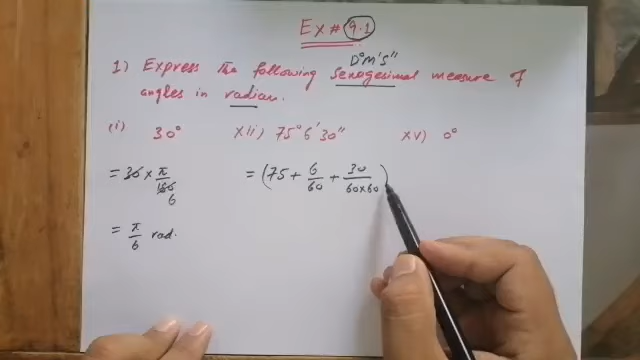 Ex # 9.1
D°M'S"
1) Express the following sexagesimal measure of
angles in radian.
(i) 30° xii) 75°6'30" xv) 0°
= 30 × π/180 6 = (75 + 6/60 + 30/60×60)
= π/6 rad.